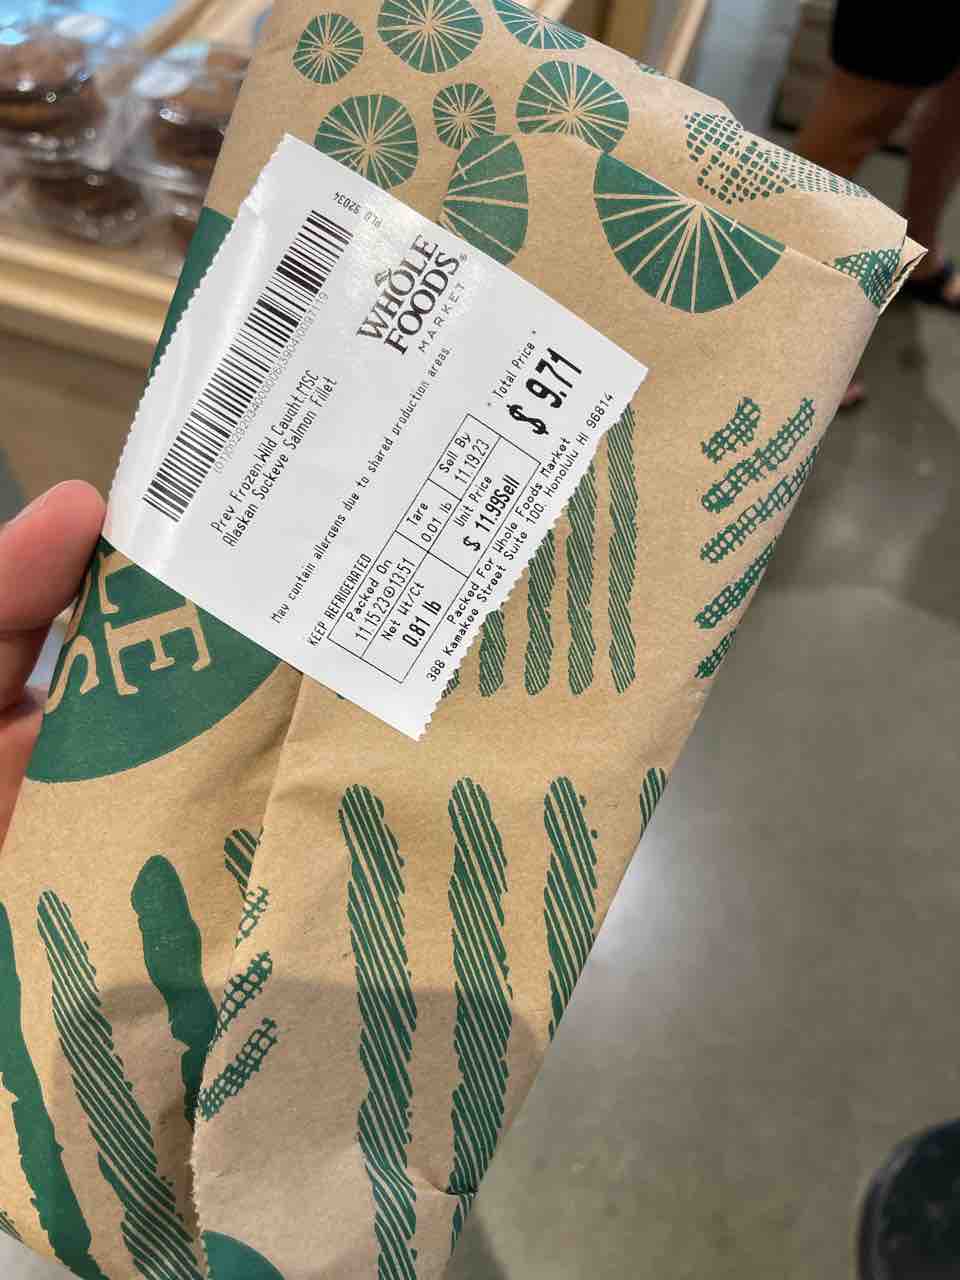 PLU 92034
WHOLE
FOODS®
MARKET
Prev Frozen,Wild Caught,MSC
Alaskan Sockeye Salmon Fillet
May contain allergens due to shared production areas.
* Total Price *
$ 9.71
KEEP REFRIGERATED
Packed On
11.15.23@13:51
Tare
0.01 lb
Sell By
11.19.23
Net Wt/Ct
0.81 lb
Unit Price
$ 11.99Sell
Packed For Whole Foods Market
388 Kamakee Street Suite 100, Honolulu HI 96814